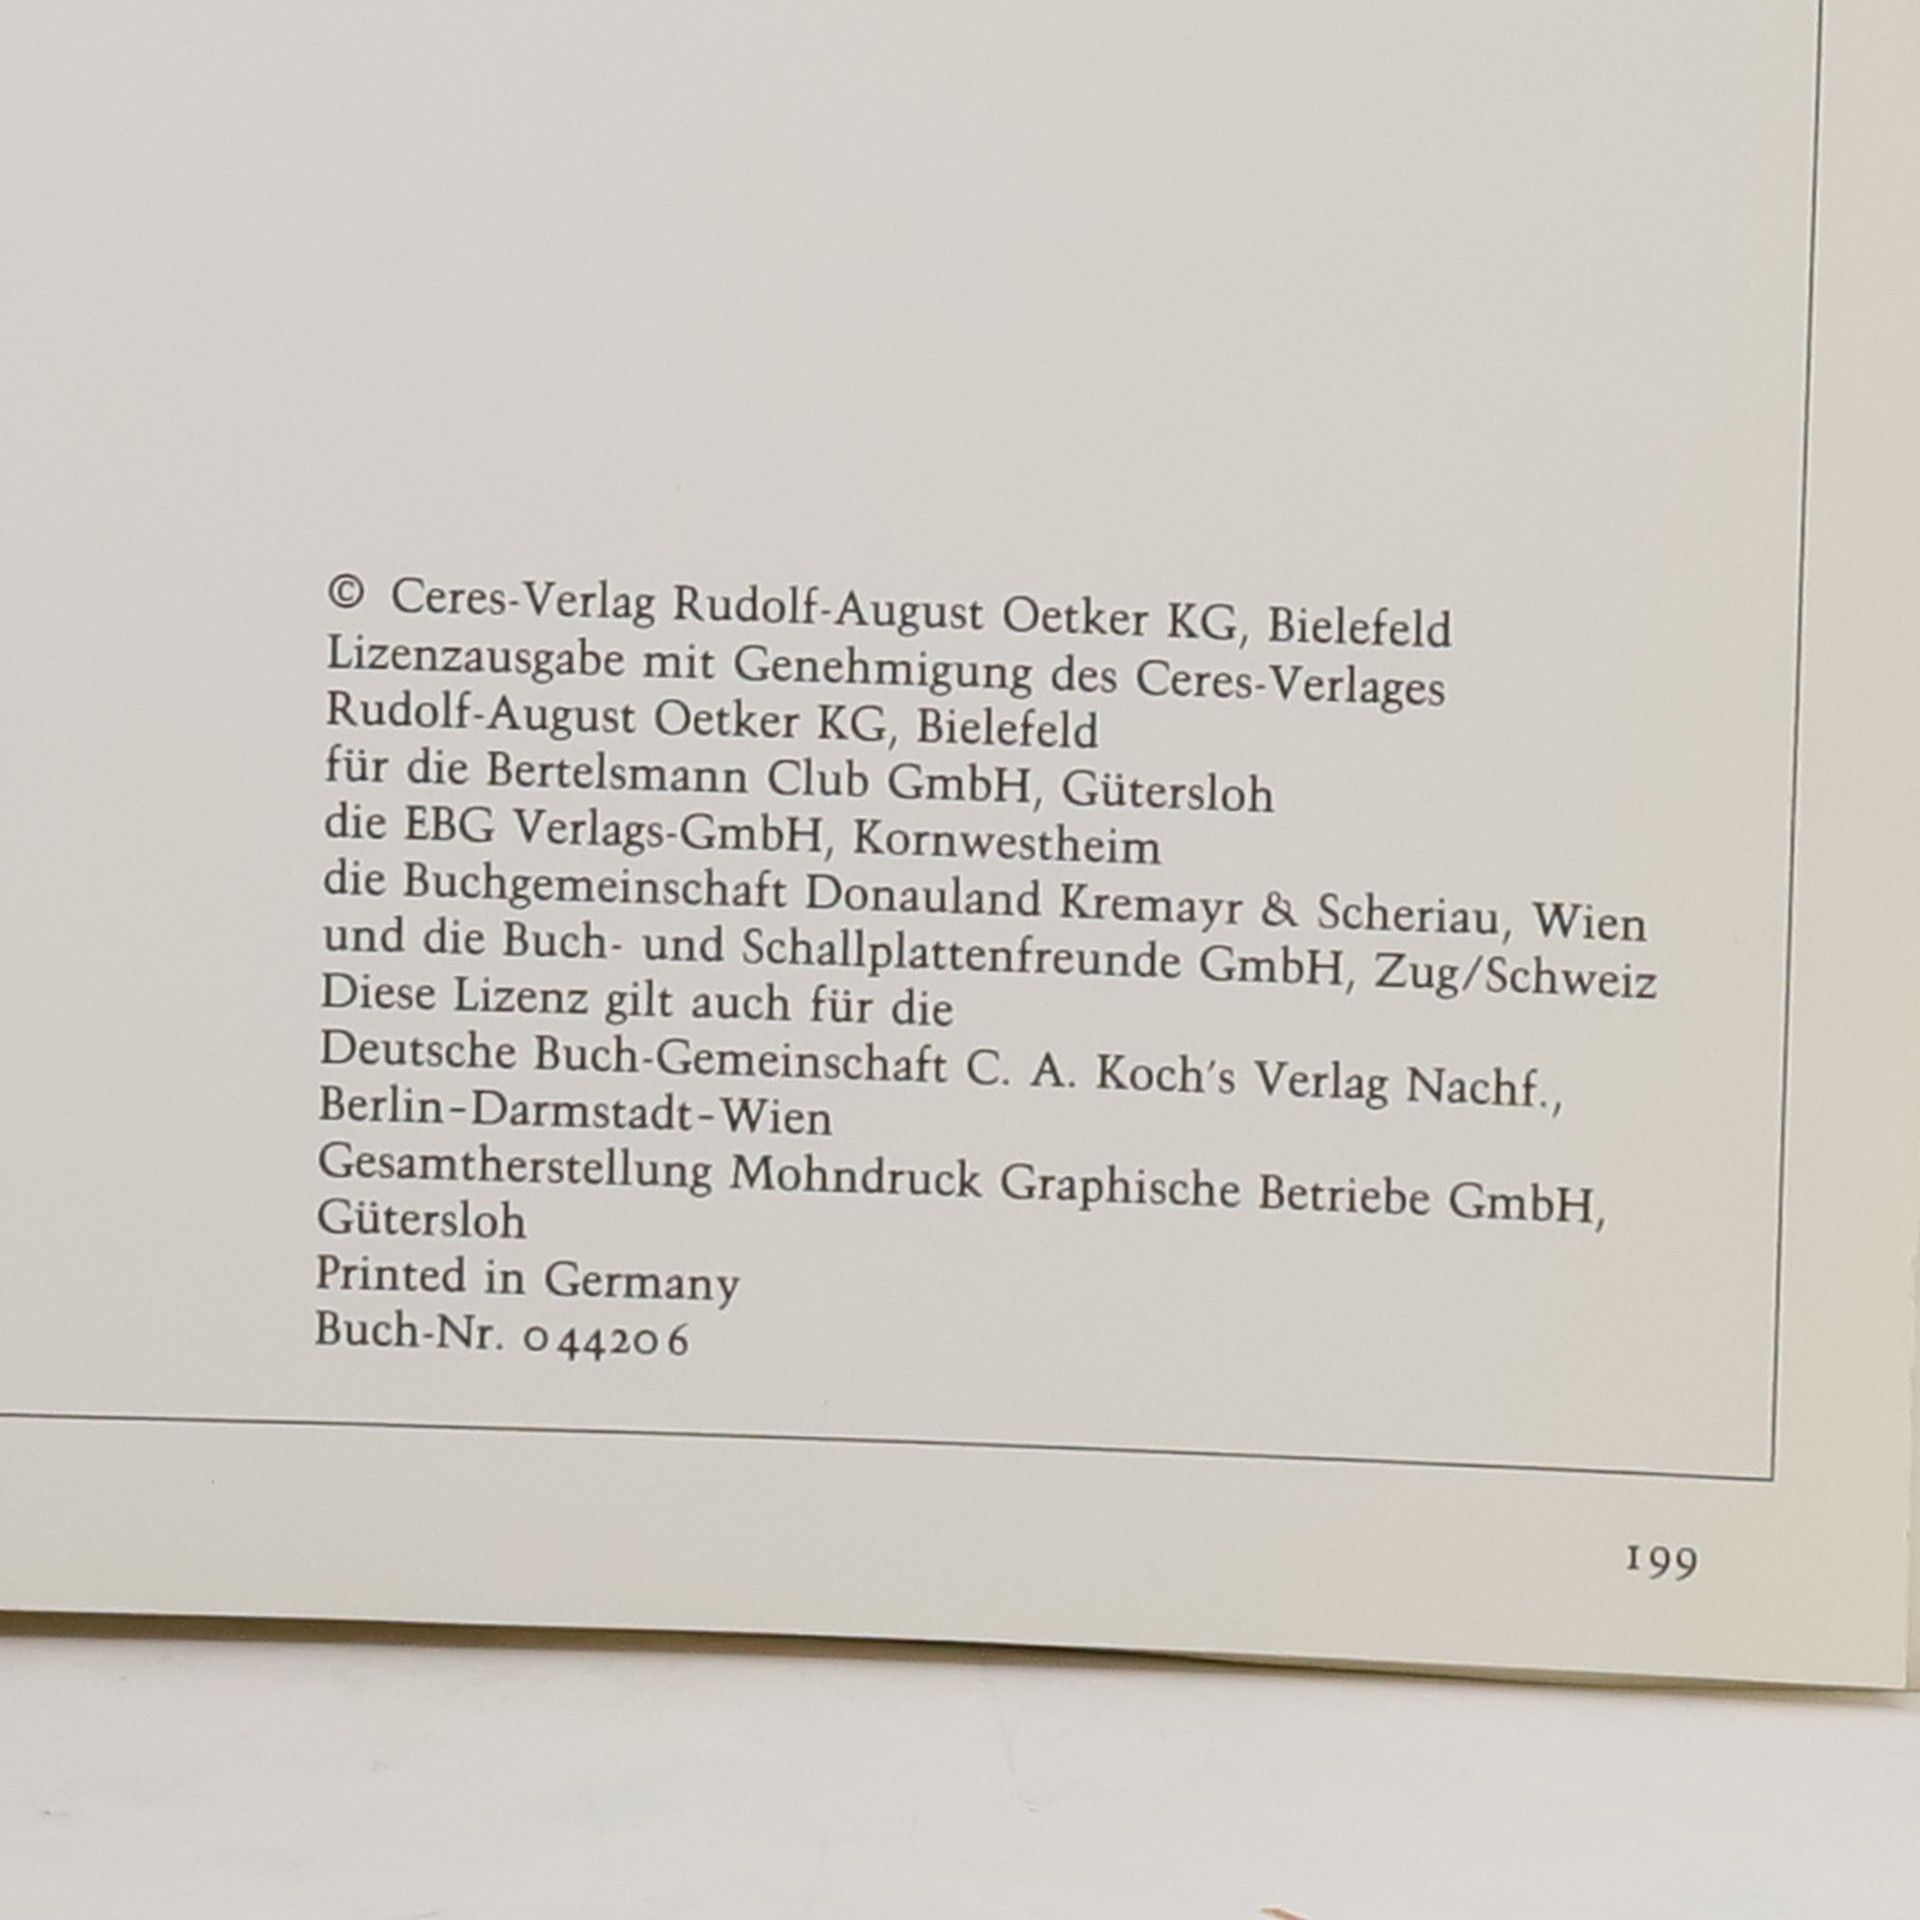 © Ceres-Verlag Rudolf-August Oetker KG, Bielefeld
Lizenzausgabe mit Genehmigung des Ceres-Verlages
Rudolf-August Oetker KG, Bielefeld
für die Bertelsmann Club GmbH, Gütersloh
die EBG Verlags-GmbH, Kornwestheim
die Buchgemeinschaft Donauland Kremayr & Scheriau, Wien
und die Buch- und Schallplattenfreunde GmbH, Zug/Schweiz
Diese Lizenz gilt auch für die
Deutsche Buch-Gemeinschaft C. A. Koch's Verlag Nachf.,
Berlin–Darmstadt–Wien
Gesamtherstellung Mohndruck Graphische Betriebe GmbH,
Gütersloh
Printed in Germany
Buch-Nr. 044206
199